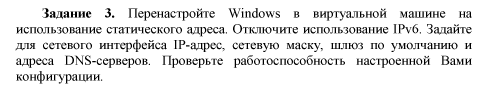 Задание 3. Перенастройте Windows в виртуальной машине на
использование статического адреса. Отключите использование IPv6. Задайте
для сетевого интерфейса IP-адрес, сетевую маску, шлюз по умолчанию и
адреса DNS-серверов. Проверьте работоспособность настроенной Вами
конфигурации.